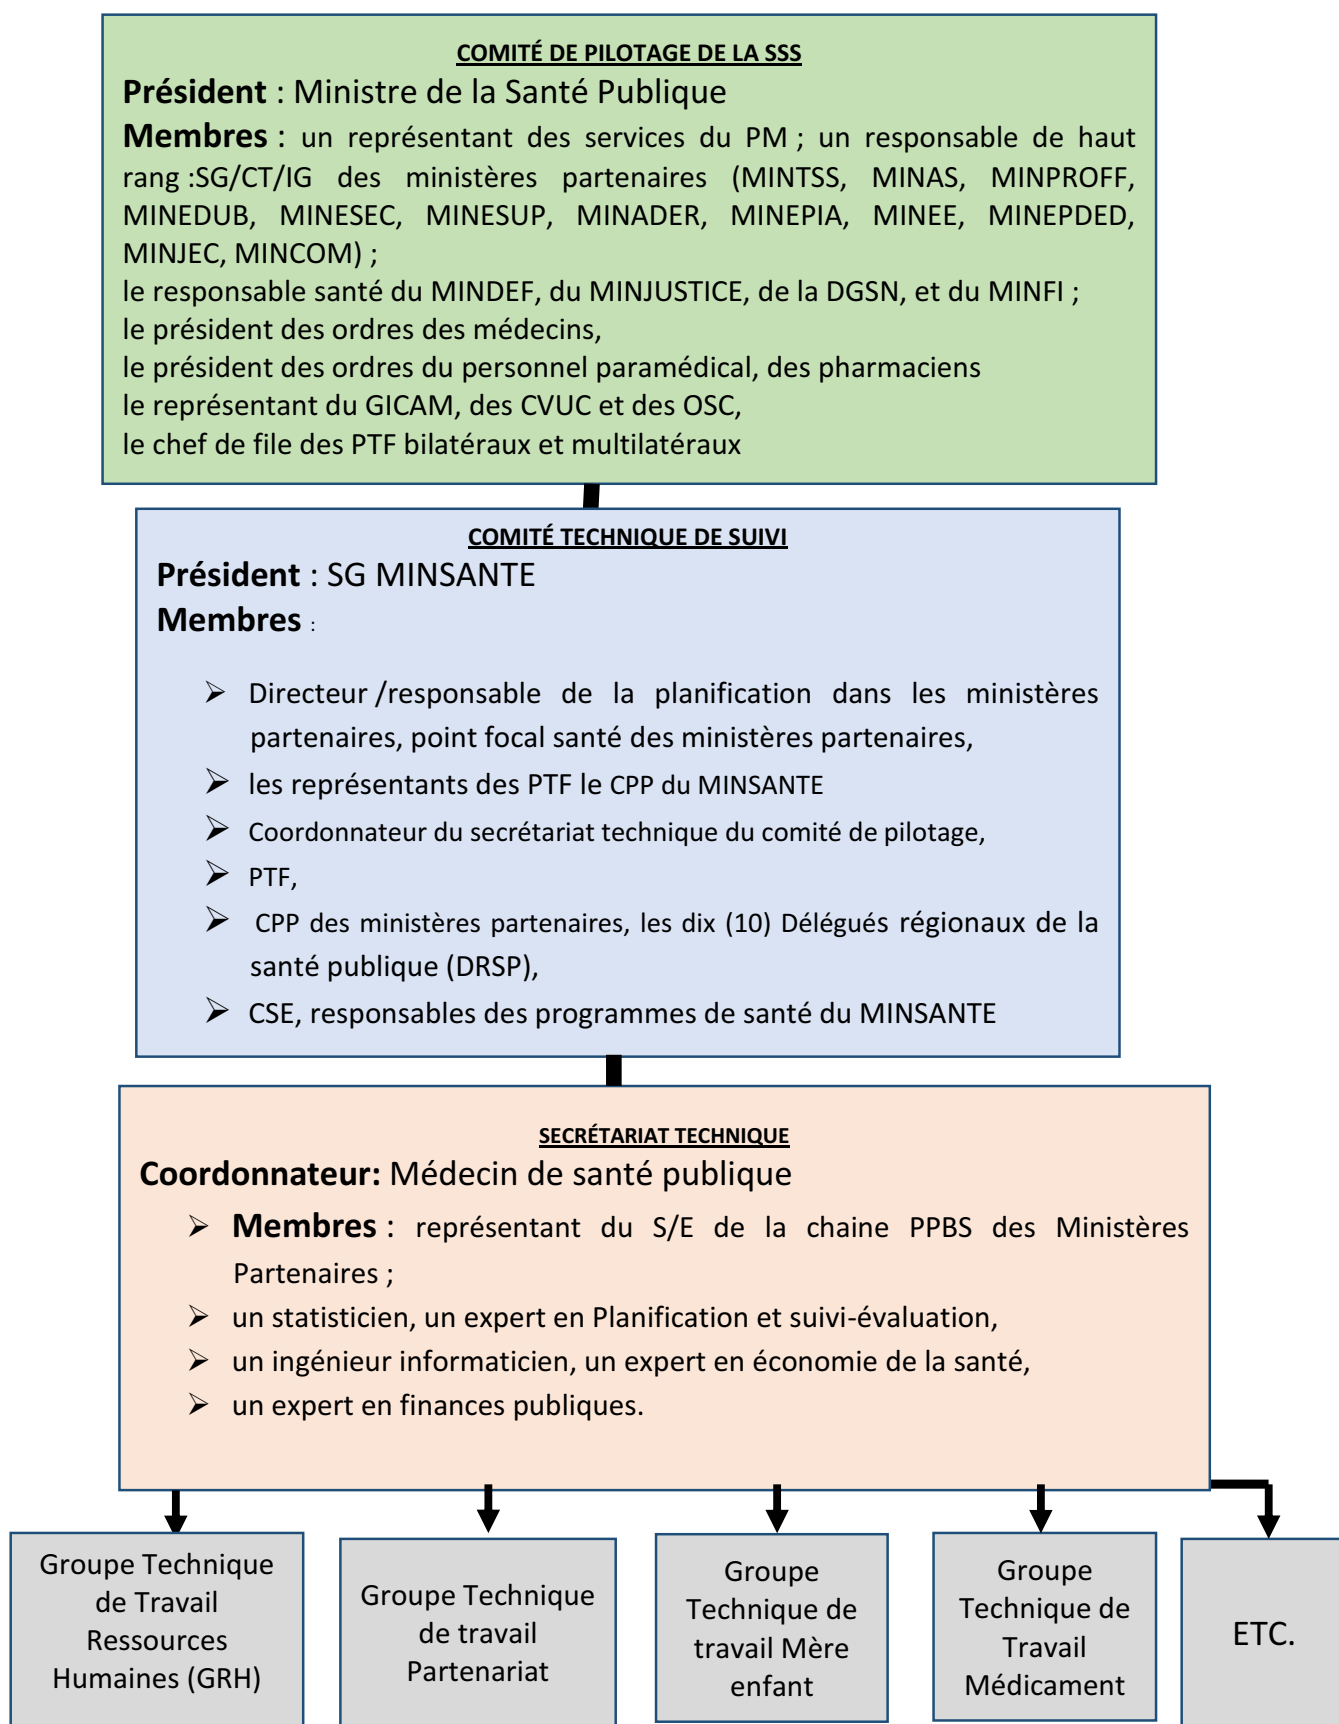 COMITÉ DE PILOTAGE DE LA SSS
Président : Ministre de la Santé Publique
Membres : un représentant des services du PM ; un responsable de haut
rang :SG/CT/IG des ministères partenaires (MINTSS, MINAS, MINPROFF,
MINEDUB, MINESEC, MINESUP, MINADER, MINEPIA, MINEE, MINEPDED,
MINJEC, MINCOM) ;
le responsable santé du MINDEF, du MINJUSTICE, de la DGSN, et du MINFI ;
le président des ordres des médecins,
le président des ordres du personnel paramédical, des pharmaciens
le représentant du GICAM, des CVUC et des OSC,
le chef de file des PTF bilatéraux et multilatéraux
COMITÉ TECHNIQUE DE SUIVI
Président : SG MINSANTE
Membres :
➢ Directeur /responsable de la planification dans les ministères
partenaires, point focal santé des ministères partenaires,
➢ les représentants des PTF le CPP du MINSANTE
➢ Coordonnateur du secrétariat technique du comité de pilotage,
➢ PTF,
➢ CPP des ministères partenaires, les dix (10) Délégués régionaux de la
santé publique (DRSP),
➢ CSE, responsables des programmes de santé du MINSANTE
SECRÉTARIAT TECHNIQUE
Coordonnateur: Médecin de santé publique
➢ Membres : représentant du S/E de la chaine PPBS des Ministères
Partenaires ;
➢ un statisticien, un expert en Planification et suivi-évaluation,
➢ un ingénieur informaticien, un expert en économie de la santé,
➢ un expert en finances publiques.
Groupe Technique
de Travail
Ressources
Humaines (GRH)
Groupe Technique
de travail
Partenariat
Groupe
Technique de
travail Mère
enfant
Groupe
Technique de
Travail
Médicament
ETC.